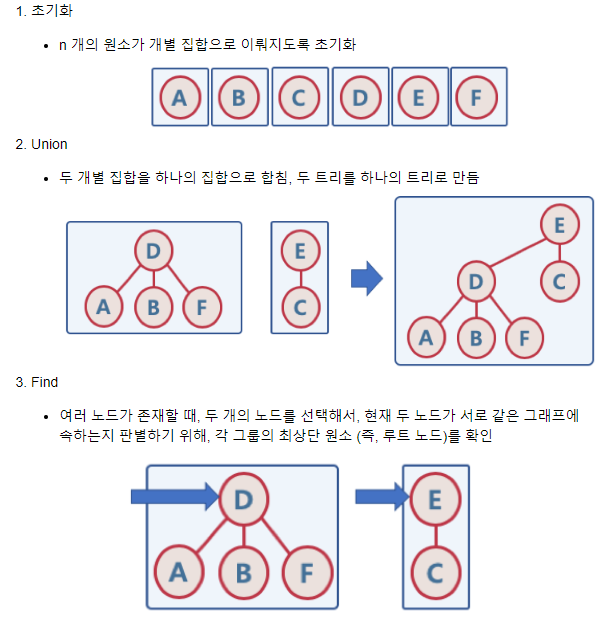 1. 초기화
• n 개의 원소가 개별 집합으로 이뤄지도록 초기화
A B C D E F
2. Union
• 두 개별 집합을 하나의 집합으로 합침, 두 트리를 하나의 트리로 만듬
E
D E
D C
A B F C
A B F
3. Find
• 여러 노드가 존재할 때, 두 개의 노드를 선택해서, 현재 두 노드가 서로 같은 그래프에
속하는지 판별하기 위해, 각 그룹의 최상단 원소 (즉, 루트 노드)를 확인
D E
A B F C